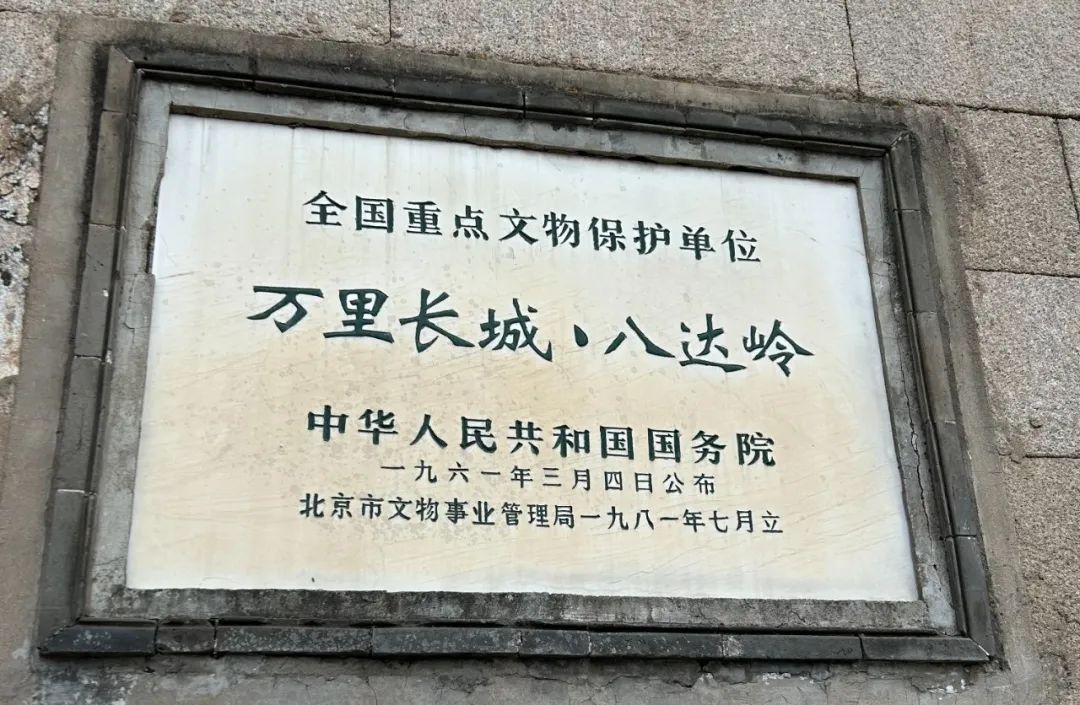 全国重点文物保护单位
万里长城·八达岭
中华人民共和国国务院
一九六一年三月四日公布
北京市文物事业管理局一九八一年七月立